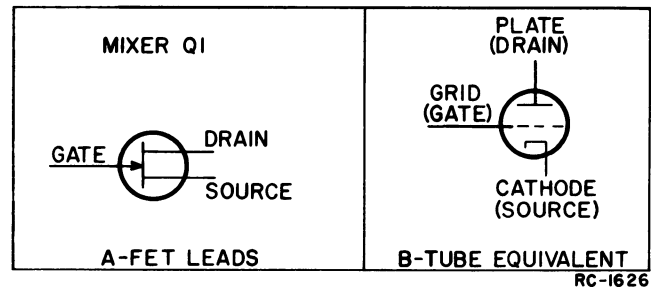 MIXER Q1
GATE
DRAIN
SOURCE
A-FET LEADS
PLATE
(DRAIN)
GRID
(GATE)
CATHODE
(SOURCE)
B-TUBE EQUIVALENT
RC-1626